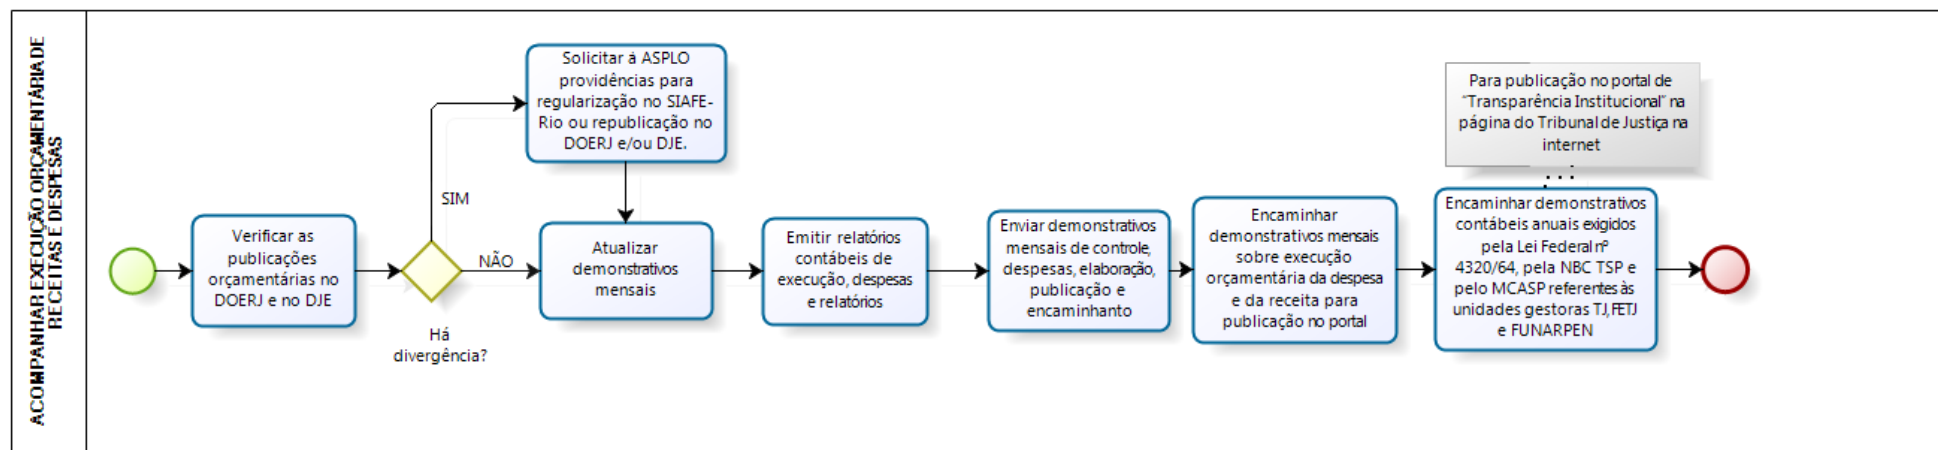 ACOMPANHAR EXECUÇÃO ORÇAMENTÁRIA DE
RECEITAS E DESPESAS
Verificar as
publicações
orçamentárias no
DOERJ e no DJE
Há
divergência?
SIM
NÃO
Solicitar à ASPLO
providências para
regularização no SIAFE-
Rio ou republicação no
DOERJ e/ou DJE.
Atualizar
demonstrativos
mensais
Emitir relatórios
contábeis de
execução, despesas
e relatórios
Enviar demonstrativos
mensais de controle,
despesas, elaboração,
publicação e
encaminhanto
Encaminhar
demonstrativos mensais
sobre execução
orçamentária da despesa
e da receita para
publicação no portal
Para publicação no portal de
“Transparência Institucional” na
página do Tribunal de Justiça na
internet
Encaminhar demonstrativos
contábeis anuais exigidos
pela Lei Federal nº
4320/64, pela NBC TSP e
pelo MCASP referentes às
unidades gestoras TJ, FETJ
e FUNARPEN